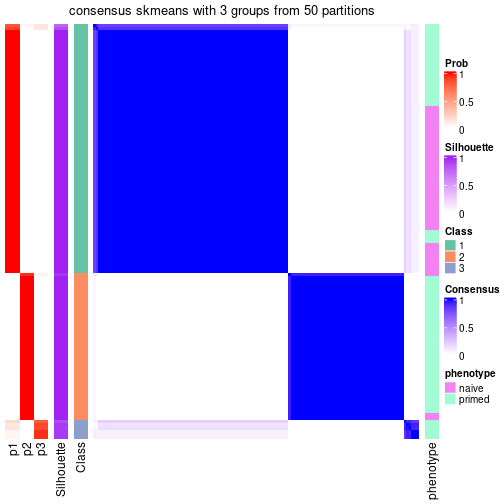 consensus skmeans with 3 groups from 50 partitions
Prob
1
0.5
0
Silhouette
1
0.5
0
Class
1
2
3
Consensus
1
0.5
0
phenotype
naive
primed
p1
p2
p3
Silhouette
Class
phenotype